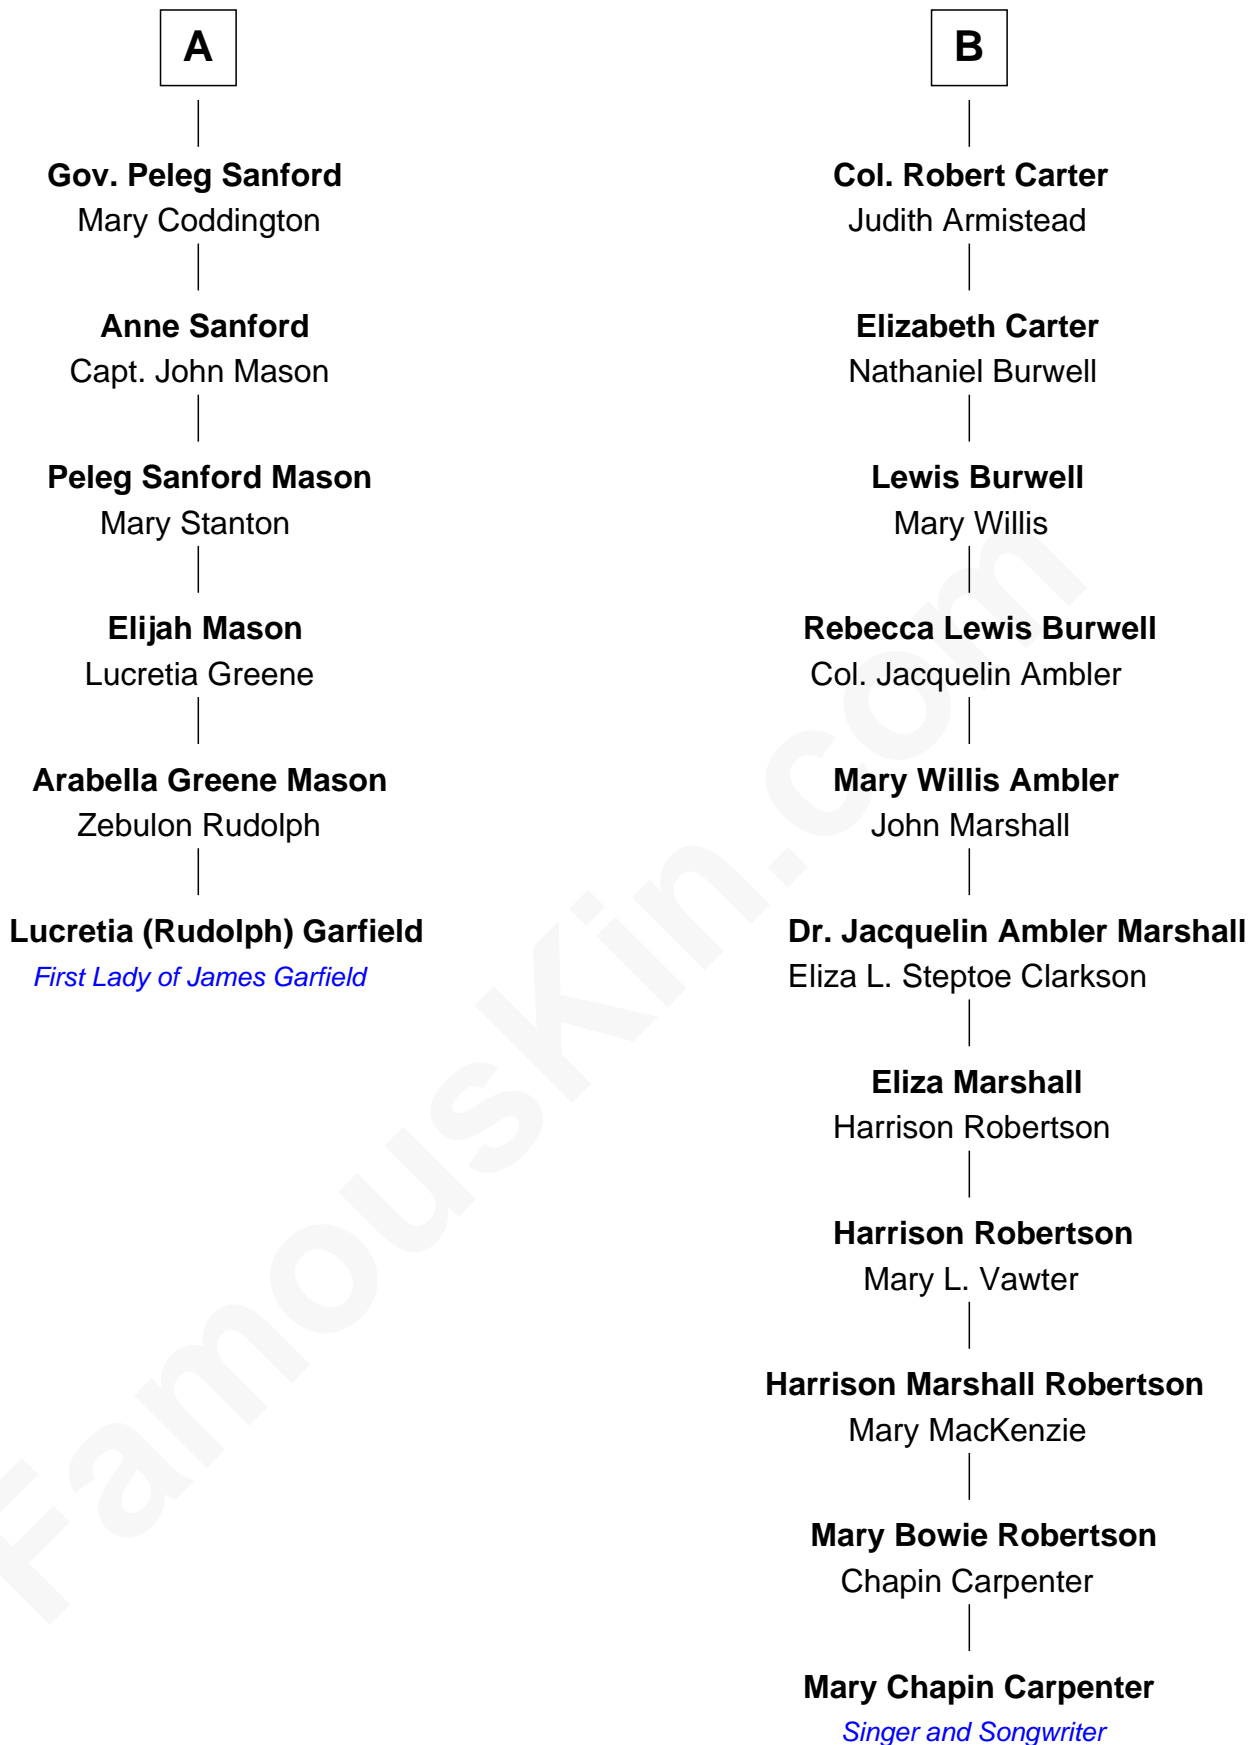 A
Gov. Peleg Sanford
Mary Coddington
Anne Sanford
Capt. John Mason
Peleg Sanford Mason
Mary Stanton
Elijah Mason
Lucretia Greene
Arabella Greene Mason
Zebulon Rudolph
Lucretia (Rudolph) Garfield
First Lady of James Garfield
B
Col. Robert Carter
Judith Armistead
Elizabeth Carter
Nathaniel Burwell
Lewis Burwell
Mary Willis
Rebecca Lewis Burwell
Col. Jacquelin Ambler
Mary Willis Ambler
John Marshall
Dr. Jacquelin Ambler Marshall
Eliza L. Steptoe Clarkson
Eliza Marshall
Harrison Robertson
Harrison Robertson
Mary L. Vawter
Harrison Marshall Robertson
Mary MacKenzie
Mary Bowie Robertson
Chapin Carpenter
Mary Chapin Carpenter
Singer and Songwriter
FamousKin.com